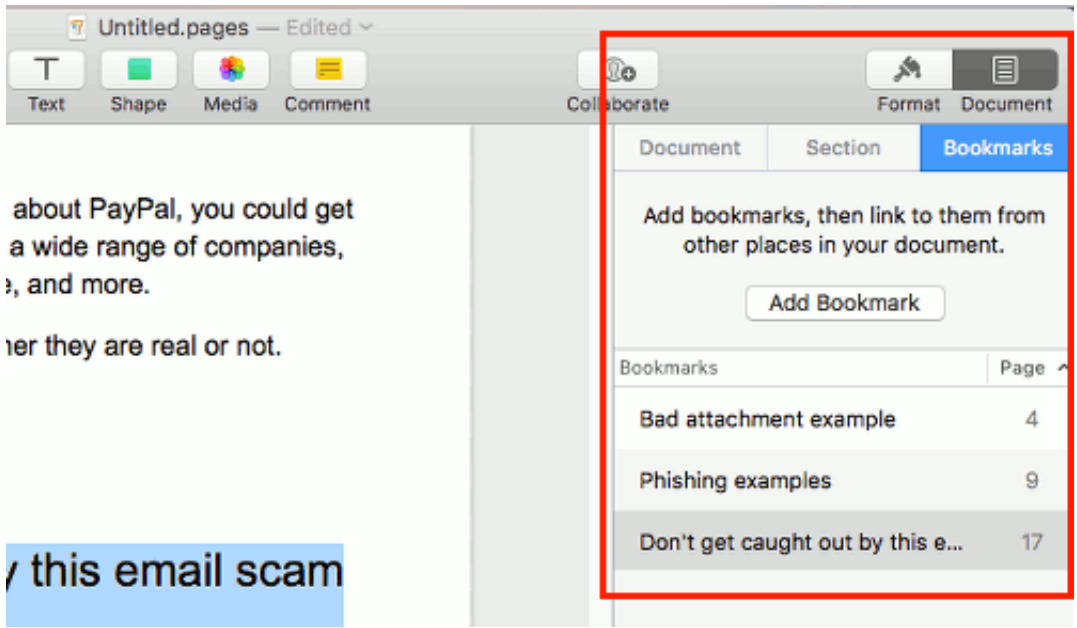 Untitled.pages — Edited
Text Shape Media Comment Collaborate Format Document
Document Section Bookmarks
about PayPal, you could get
a wide range of companies,
e, and more.
her they are real or not.
y this email scam
Add bookmarks, then link to them from
other places in your document.
Add Bookmark
Bookmarks Page
Bad attachment example 4
Phishing examples 9
Don't get caught out by this e... 17